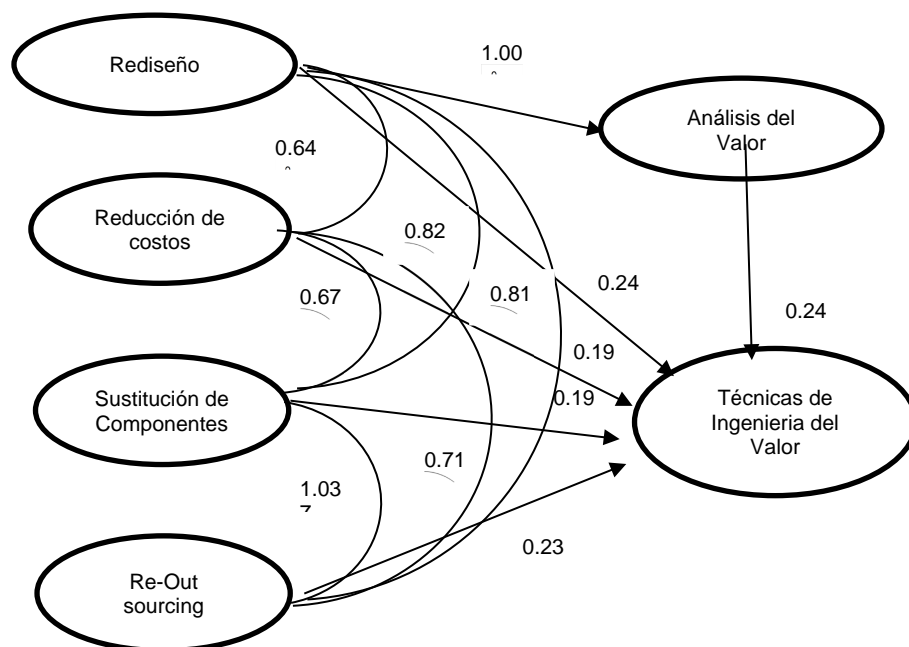 1.00
Rediseño
Análisis del
Valor
0.64
Reducción de
costos
0.82
0.67
0.81
0.24
0.24
0.19
Sustitución de
Componentes
0.19
Técnicas de
Ingenieria del
Valor
0.71
1.03
0.23
Re-Out
sourcing